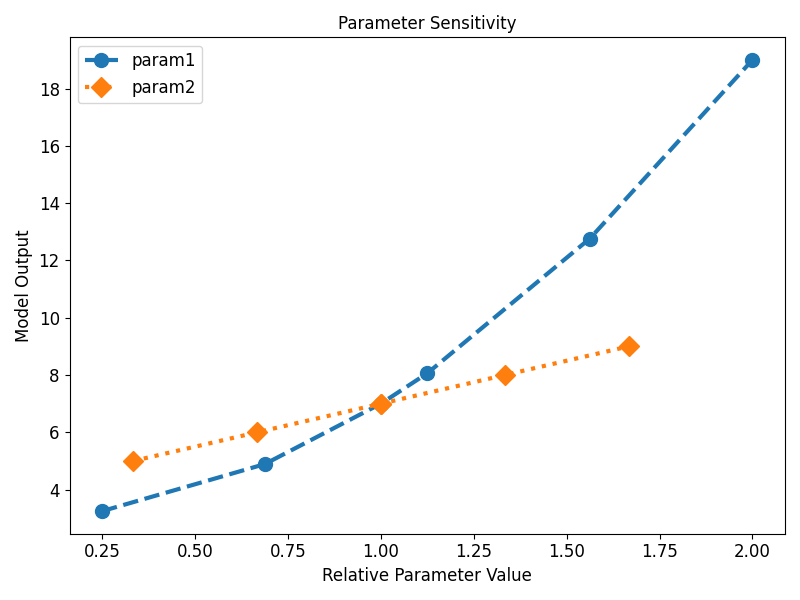 Parameter Sensitivity
param1
param2
18
16
14
12
10
8
6
4
Model Output
0.25 0.50 0.75 1.00 1.25 1.50 1.75 2.00
Relative Parameter Value